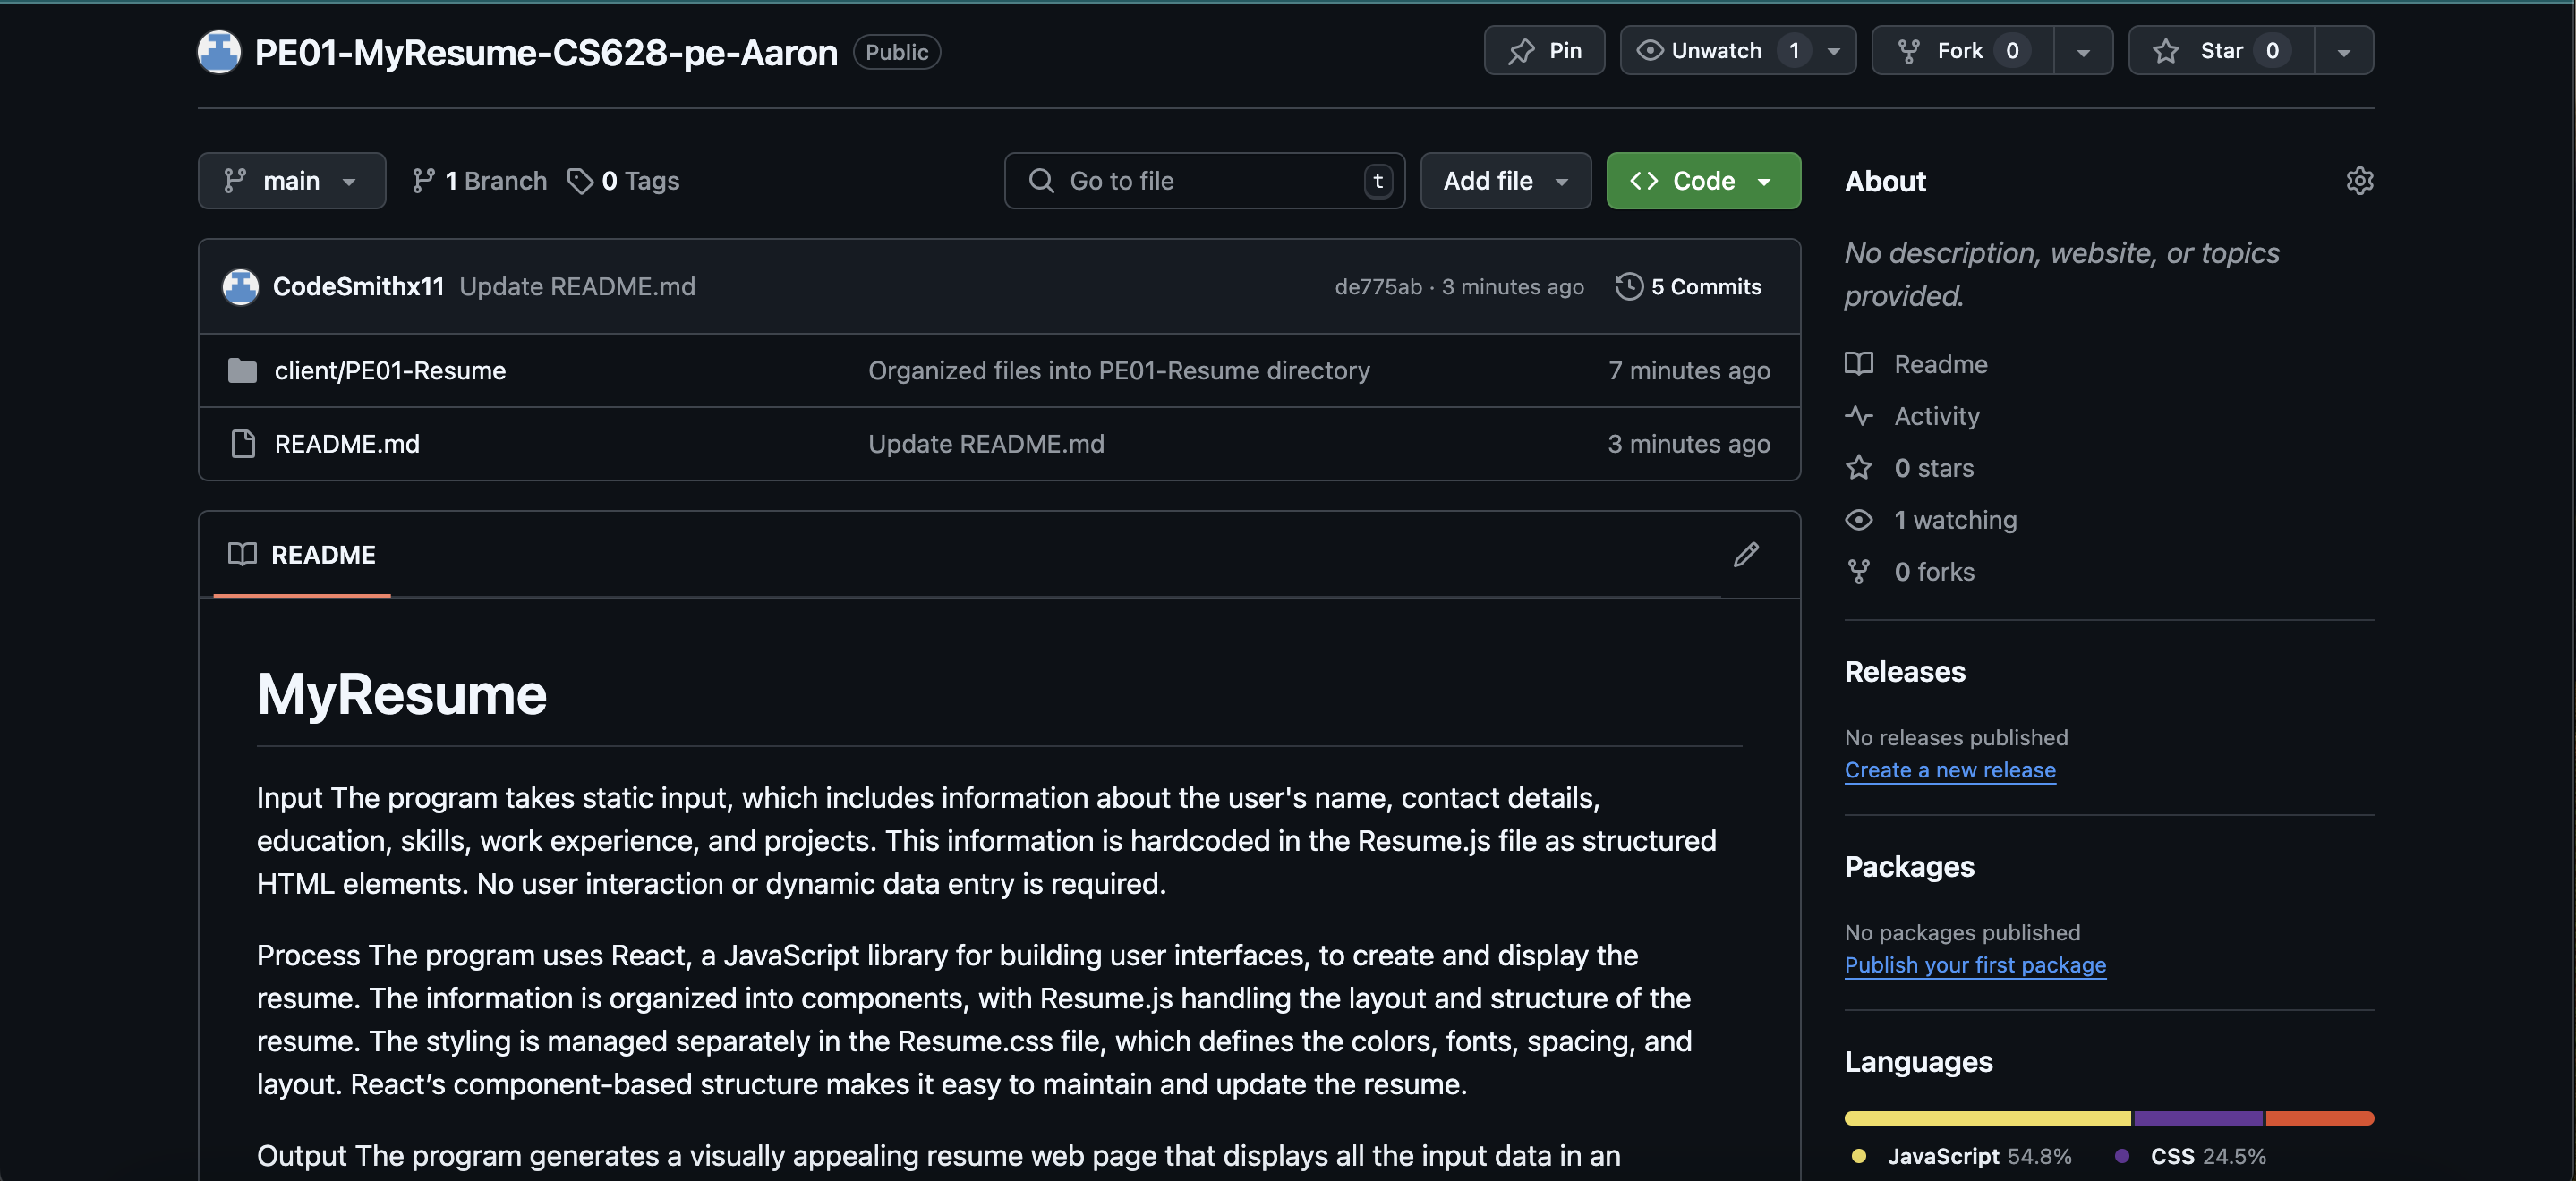 PE01-MyResume-CS628-pe-Aaron Public Pin Unwatch 1 Fork 0 Star 0
main 1 Branch 0 Tags Go to file t Add file Code
CodeSmithx11 Update README.md de775ab · 3 minutes ago 5 Commits
client/PE01-Resume Organized files into PE01-Resume directory 7 minutes ago
README.md Update README.md 3 minutes ago
README
MyResume
Input The program takes static input, which includes information about the user's name, contact details,
education, skills, work experience, and projects. This information is hardcoded in the Resume.js file as structured
HTML elements. No user interaction or dynamic data entry is required.
Process The program uses React, a JavaScript library for building user interfaces, to create and display the
resume. The information is organized into components, with Resume.js handling the layout and structure of the
resume. The styling is managed separately in the Resume.css file, which defines the colors, fonts, spacing, and
layout. React’s component-based structure makes it easy to maintain and update the resume.
Output The program generates a visually appealing resume web page that displays all the input data in an
About
No description, website, or topics
provided.
Readme
Activity
0 stars
1 watching
0 forks
Releases
No releases published
Create a new release
Packages
No packages published
Publish your first package
Languages
JavaScript 54.8% CSS 24.5%